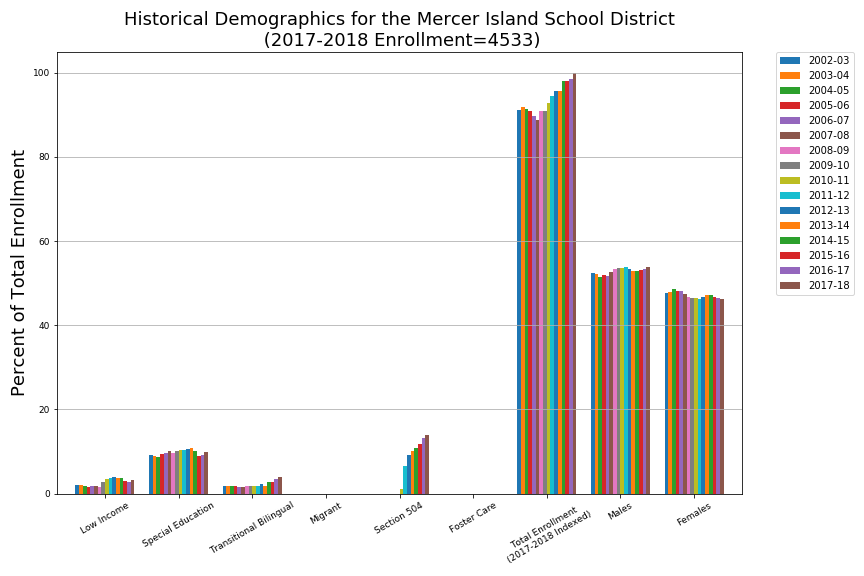 Historical Demographics for the Mercer Island School District
(2017-2018 Enrollment=4533)
Percent of Total Enrollment
100
80
60
40
20
0
Low Income
Special Education
Transitional Bilingual
Migrant
Section 504
Foster Care
Total Enrollment
(2017-2018 Indexed)
Males
Females
2002-03
2003-04
2004-05
2005-06
2006-07
2007-08
2008-09
2009-10
2010-11
2011-12
2012-13
2013-14
2014-15
2015-16
2016-17
2017-18